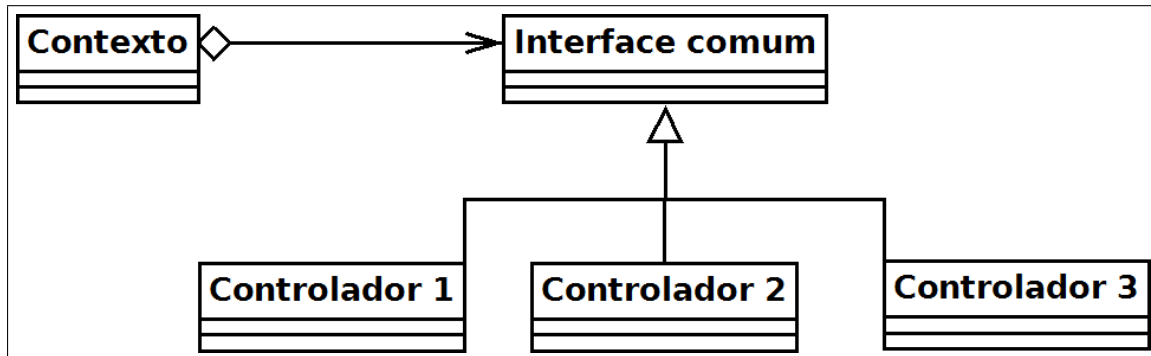 Contexto
Interface comum
Controlador 1
Controlador 2
Controlador 3